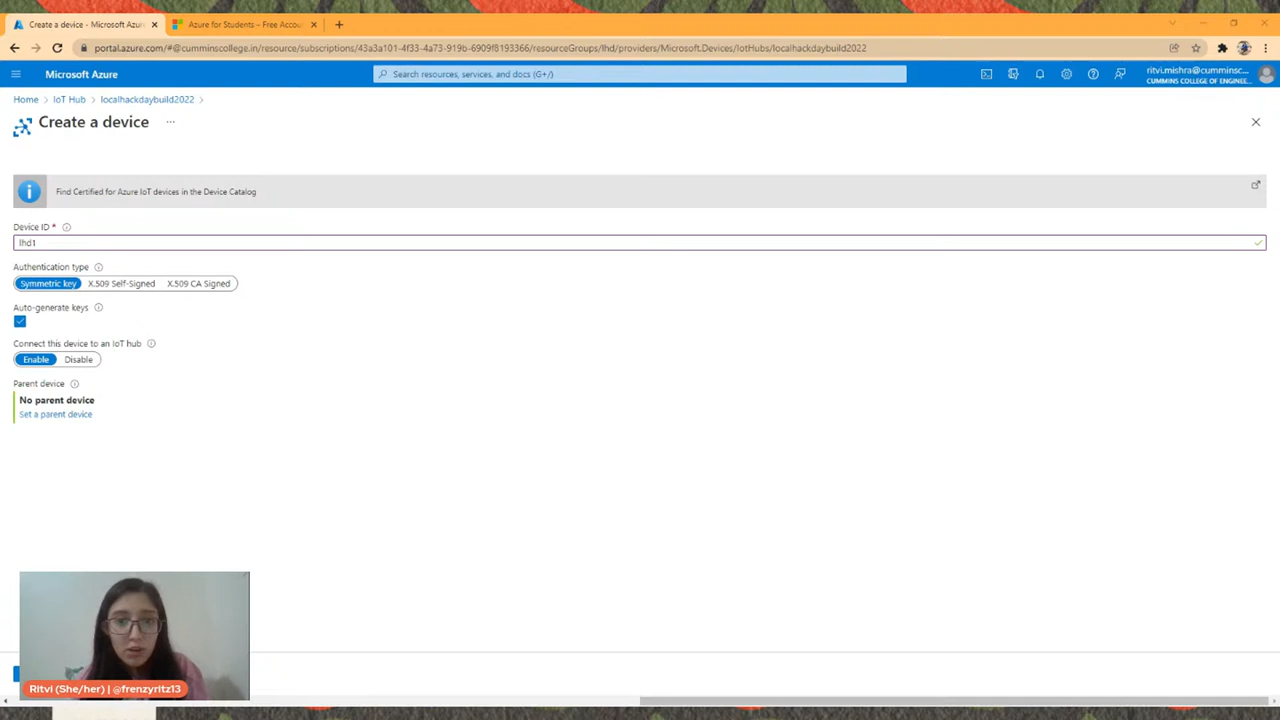 Create a device - Microsoft Azure
Azure for Students – Free Accou
portal.azure.com/#@cumminscollege.in/resource/subscriptions/43a3a101-4f33-4a73-919b-6909f8193366/resourceGroups/lhd/providers/Microsoft.Devices/IotHubs/localhackdaybuild2022
Microsoft Azure
Search resources, services, and docs (G+/)
ritvi.mishra@cumminsc...
CUMMINS COLLEGE OF ENGINEE...
Home > IoT Hub > localhackdaybuild2022 >
Create a device ...
Find Certified for Azure IoT devices in the Device Catalog
Device ID *
lhd1
Authentication type
Symmetric key X.509 Self-Signed X.509 CA Signed
Auto-generate keys
Connect this device to an IoT hub
Enable Disable
Parent device
No parent device
Set a parent device
Ritvi (She/her) | @frenzyritz13